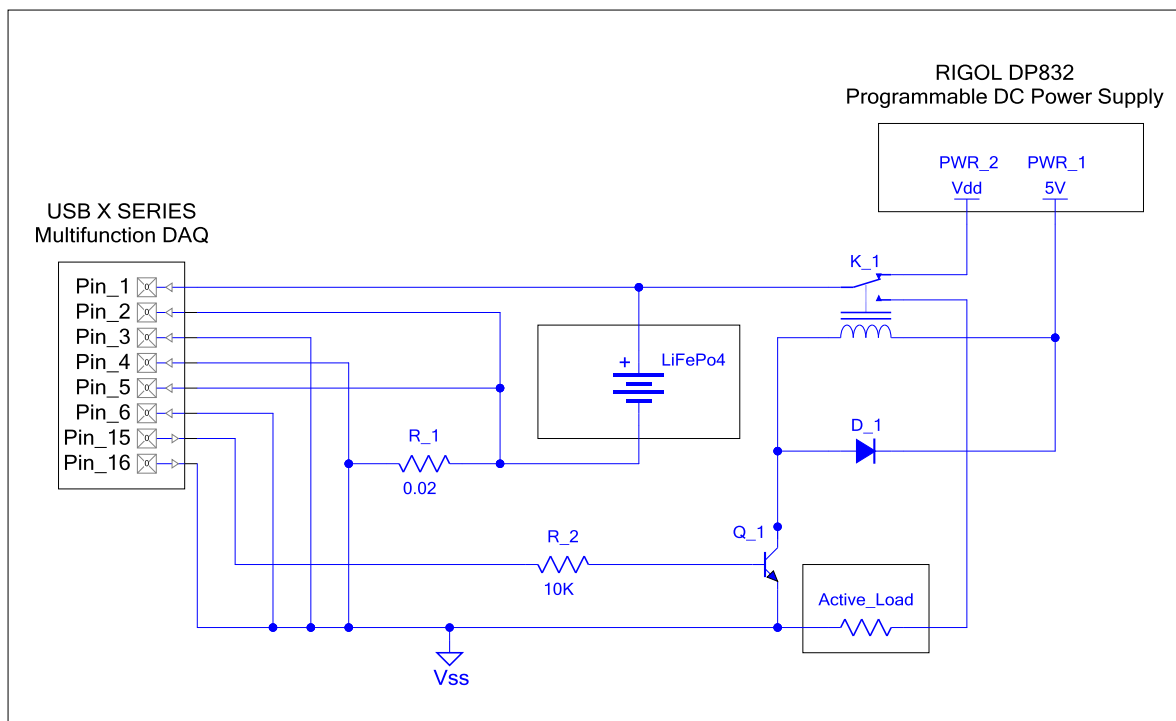 RIGOL DP832
Programmable DC Power Supply
PWR_2
PWR_1
Vdd
5V
USB X SERIES
Multifunction DAQ
K_1
Pin_1
Pin_2
Pin_3
Pin_4
Pin_5
Pin_6
Pin_15
Pin_16
+
LiFePo4
R_1
0.02
D_1
R_2
10K
Q_1
Active_Load
Vss